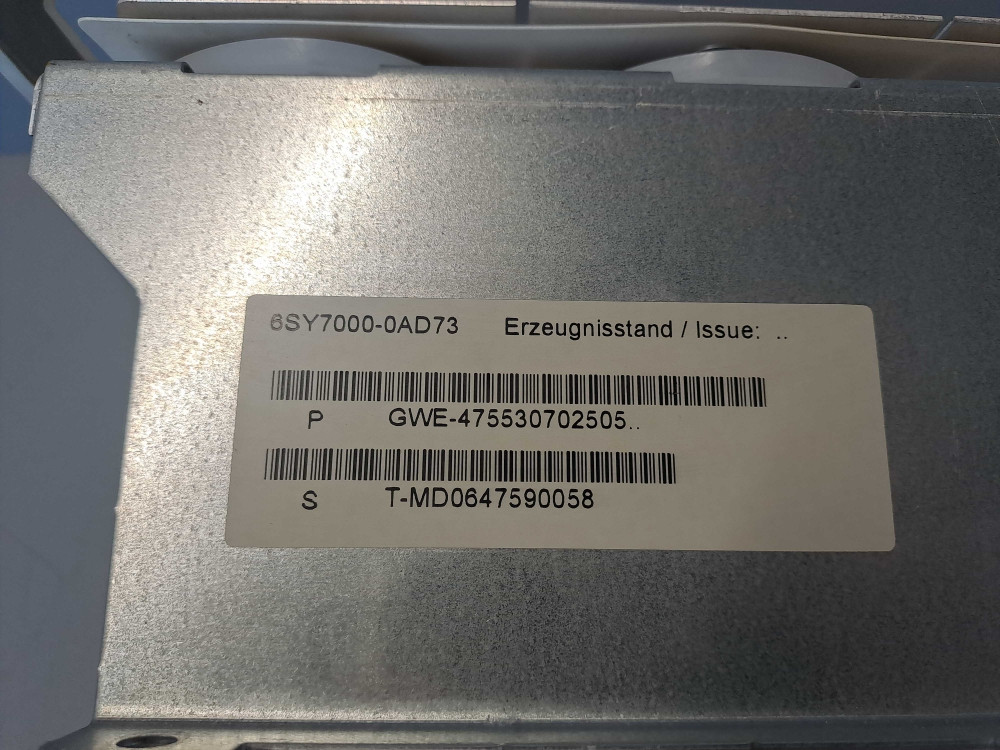 6SY7000-0AD73 Erzeugnisstand / Issue: ..
P GWE-475530702505..
S T-MD0647590058